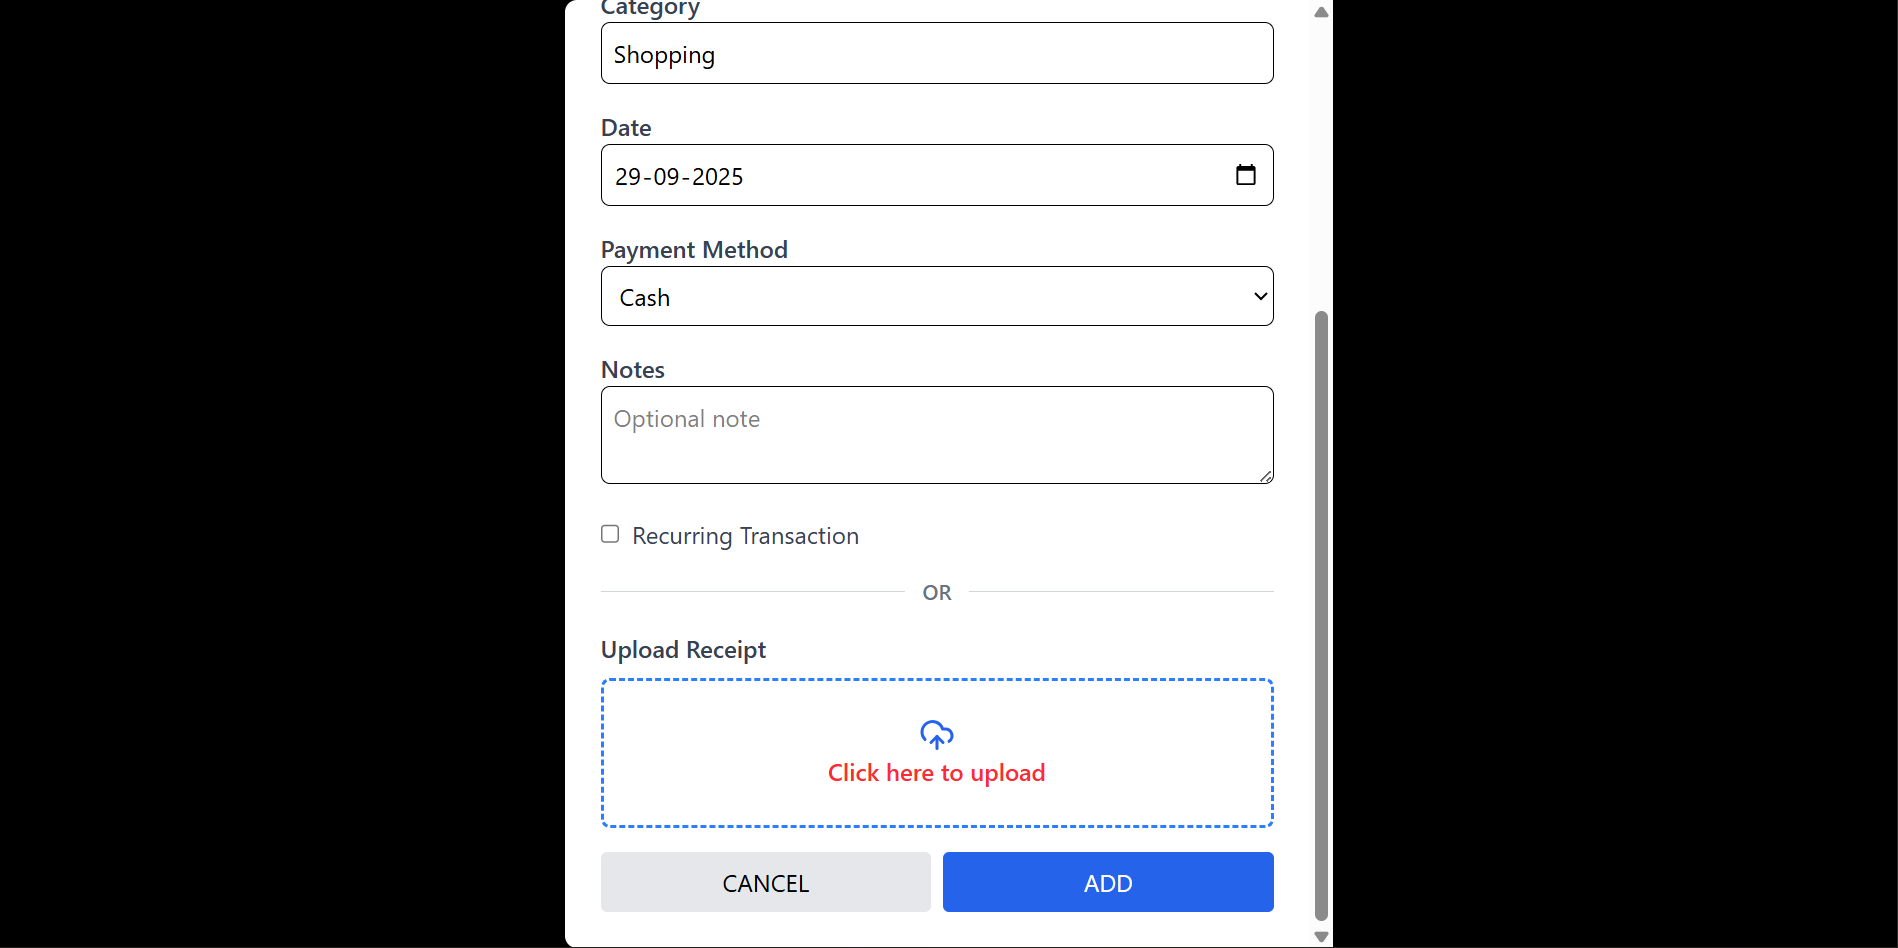 Category
Shopping
Date
29-09-2025
Payment Method
Cash
Notes
Optional note
Recurring Transaction
OR
Upload Receipt
Click here to upload
CANCEL
ADD